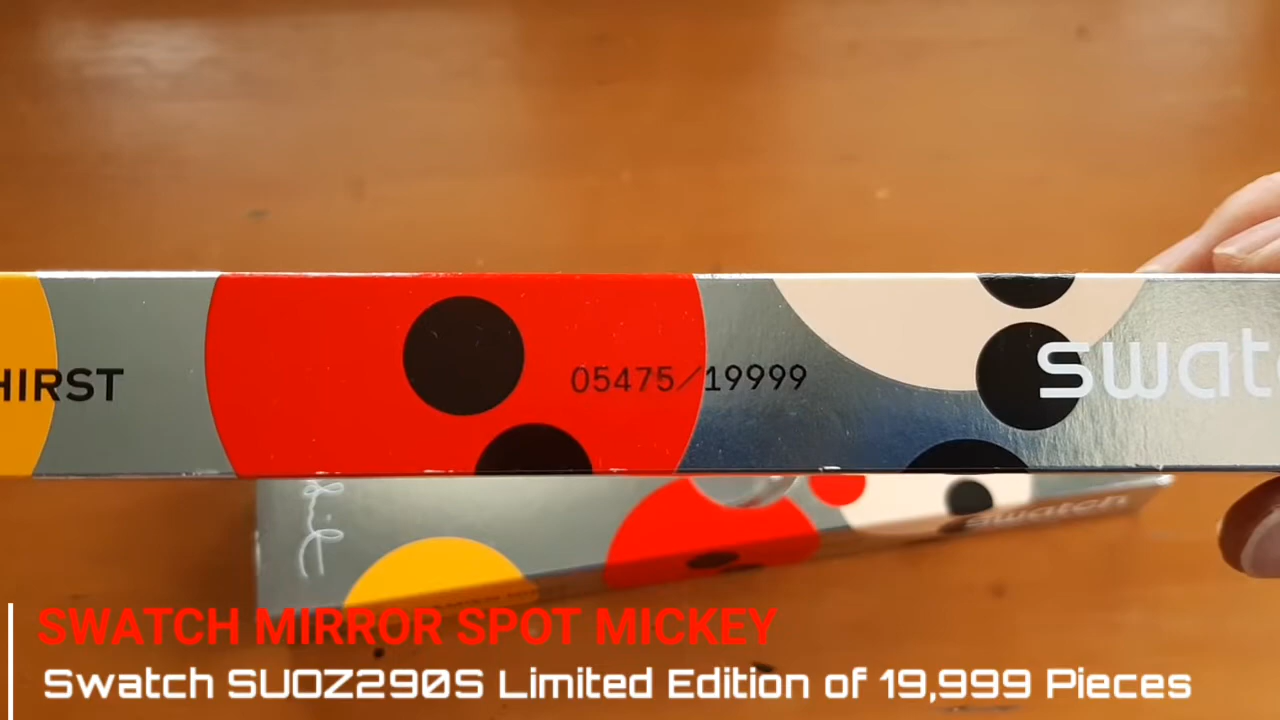 HIRST
05475/19999
swatc
swatch
SWATCH MIRROR SPOT MICKEY
Swatch SUOZ290S Limited Edition of 19,999 Pieces